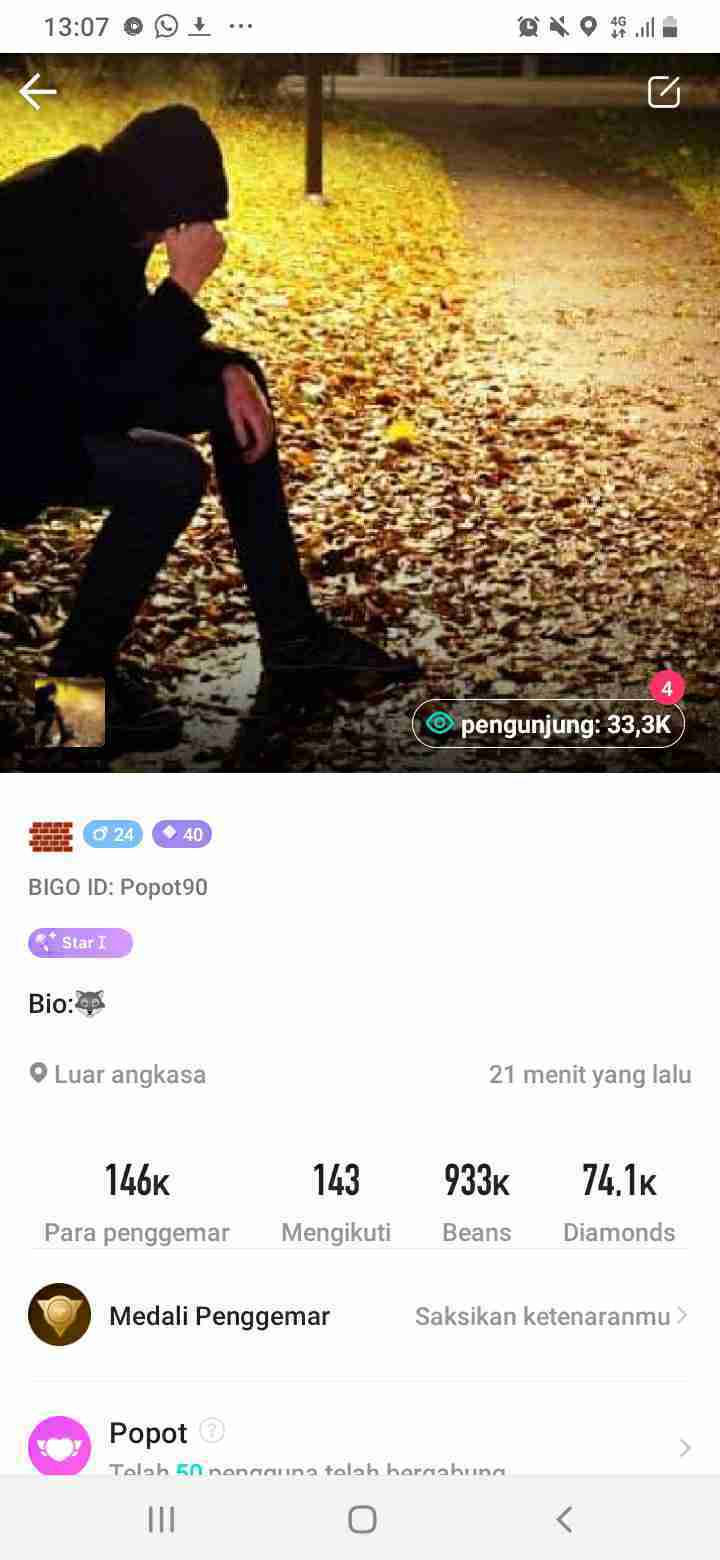 13:07
4G
4
pengunjung: 33,3K
24
40
BIGO ID: Popot90
Star I
Bio:
Luar angkasa
21 menit yang lalu
146K
143
933K
74.1K
Para penggemar
Mengikuti
Beans
Diamonds
Medali Penggemar
Saksikan ketenaranmu
Popot ?
Telah 50 pengguna telah bergabung